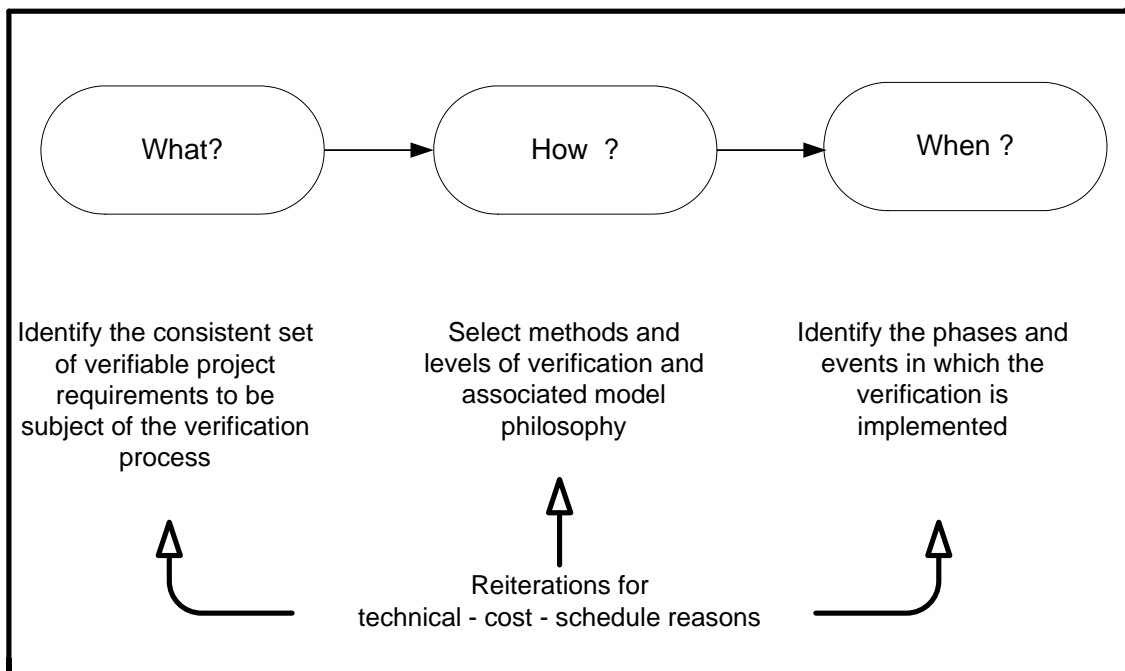 What?
How ?
When ?
Identify the consistent set
of verifiable project
requirements to be
subject of the verification
process
Select methods and
levels of verification and
associated model
philosophy
Identify the phases and
events in which the
verification is
implemented
Reiterations for
technical - cost - schedule reasons